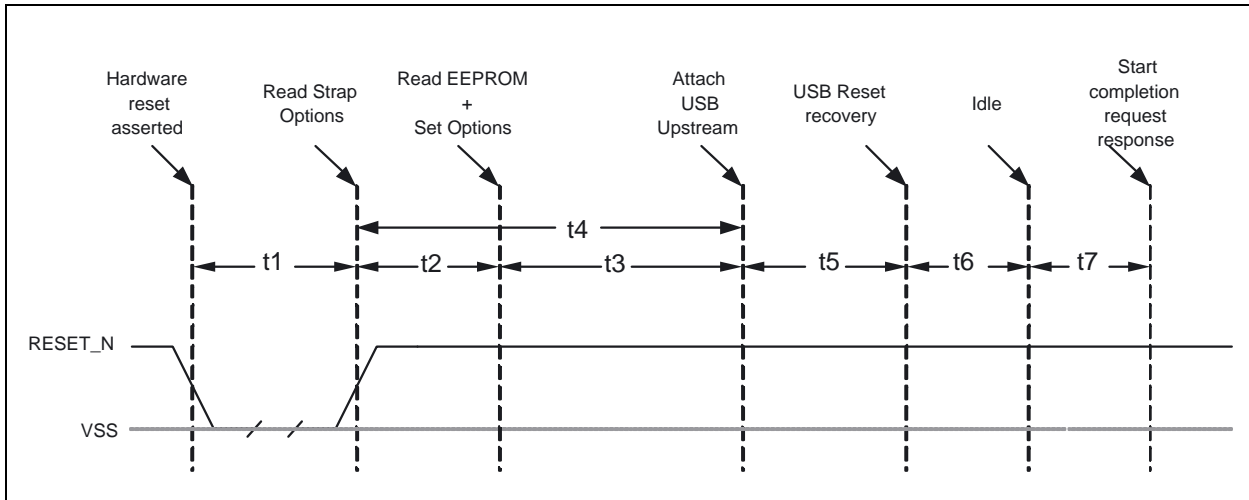 Hardware
reset
asserted
Read Strap
Options
Read EEPROM
+
Set Options
Attach
USB
Upstream
USB Reset
recovery
Idle
Start
completion
request
response
t4
t1
t2
t3
t5
t6
t7
RESET_N
VSS